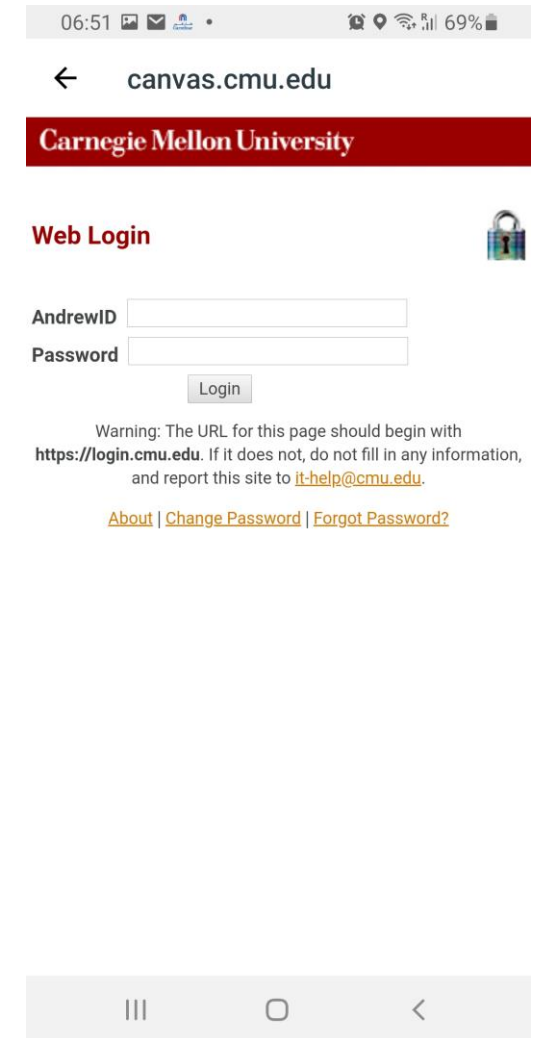 06:51 69%
canvas.cmu.edu
Carnegie Mellon University
Web Login
AndrewID
Password
Login
Warning: The URL for this page should begin with
https://login.cmu.edu. If it does not, do not fill in any information,
and report this site to it-help@cmu.edu.
About | Change Password | Forgot Password?